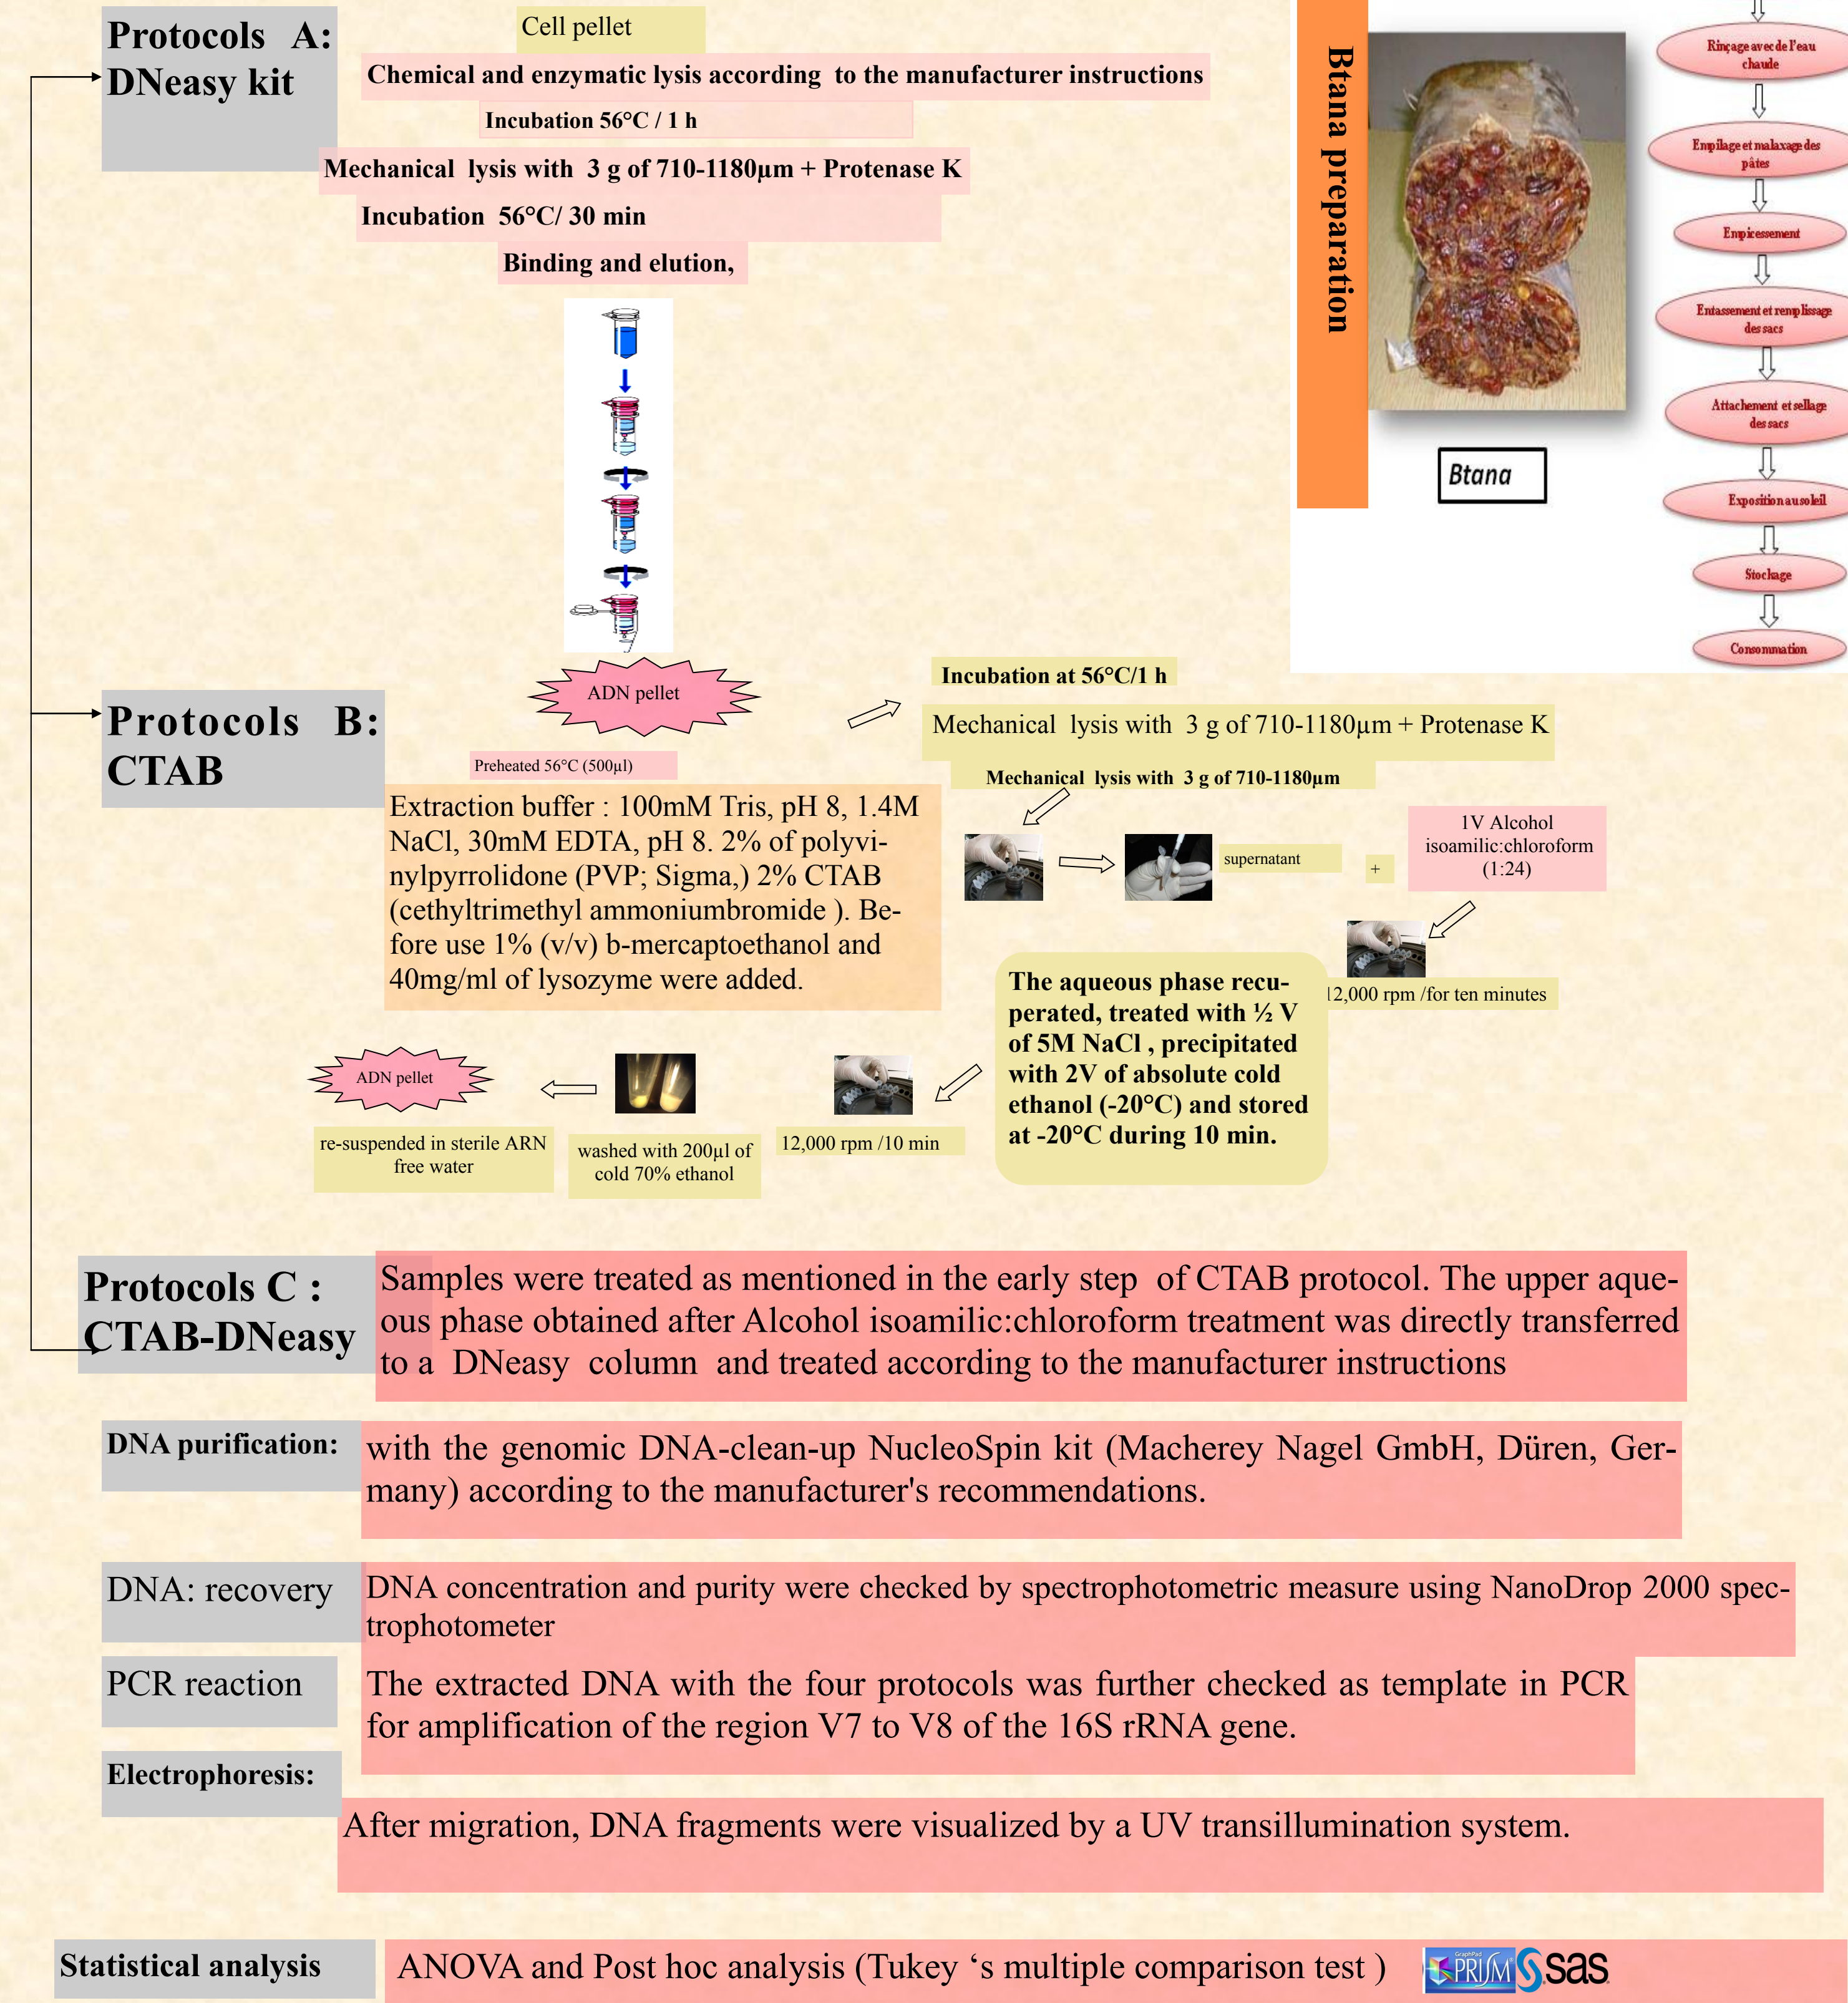 Protocols A:
DNeasy kit
Cell pellet
Chemical and enzymatic lysis according to the manufacturer instructions
Incubation 56°C / 1 h
Mechanical lysis with 3 g of 710-1180µm + Protenase K
Incubation 56°C/ 30 min
Binding and elution,
ADN pellet
Btana preparation
Btana
Rinçage avec de l'eau
chaude
Empilage et malaxage des
pâtes
Empicessement
Entassement et remplissage
des sacs
Attachement et sellage
des sacs
Exposition au soleil
Stockage
Consommation
Protocols B:
CTAB
Preheated 56°C (500µl)
Extraction buffer : 100mM Tris, pH 8, 1.4M
NaCl, 30mM EDTA, pH 8. 2% of polyvi-
nylpyrrolidone (PVP; Sigma,) 2% CTAB
(cethyltrimethyl ammoniumbromide ). Be-
fore use 1% (v/v) b-mercaptoethanol and
40mg/ml of lysozyme were added.
Incubation at 56°C/1 h
Mechanical lysis with 3 g of 710-1180µm + Protenase K
Mechanical lysis with 3 g of 710-1180µm
supernatant
+
1V Alcohol
isoamilic:chloroform
(1:24)
12,000 rpm /for ten minutes
The aqueous phase recu-
perated, treated with ½ V
of 5M NaCl , precipitated
with 2V of absolute cold
ethanol (-20°C) and stored
at -20°C during 10 min.
12,000 rpm /10 min
washed with 200µl of
cold 70% ethanol
ADN pellet
re-suspended in sterile ARN
free water
Protocols C :
CTAB-DNeasy
Samples were treated as mentioned in the early step of CTAB protocol. The upper aque-
ous phase obtained after Alcohol isoamilic:chloroform treatment was directly transferred
to a DNeasy column and treated according to the manufacturer instructions
DNA purification:
with the genomic DNA-clean-up NucleoSpin kit (Macherey Nagel GmbH, Düren, Ger-
many) according to the manufacturer's recommendations.
DNA: recovery
DNA concentration and purity were checked by spectrophotometric measure using NanoDrop 2000 spec-
trophotometer
PCR reaction
The extracted DNA with the four protocols was further checked as template in PCR
for amplification of the region V7 to V8 of the 16S rRNA gene.
Electrophoresis:
After migration, DNA fragments were visualized by a UV transillumination system.
Statistical analysis
ANOVA and Post hoc analysis (Tukey ‘s multiple comparison test )
GraphPad
PRISM
sas